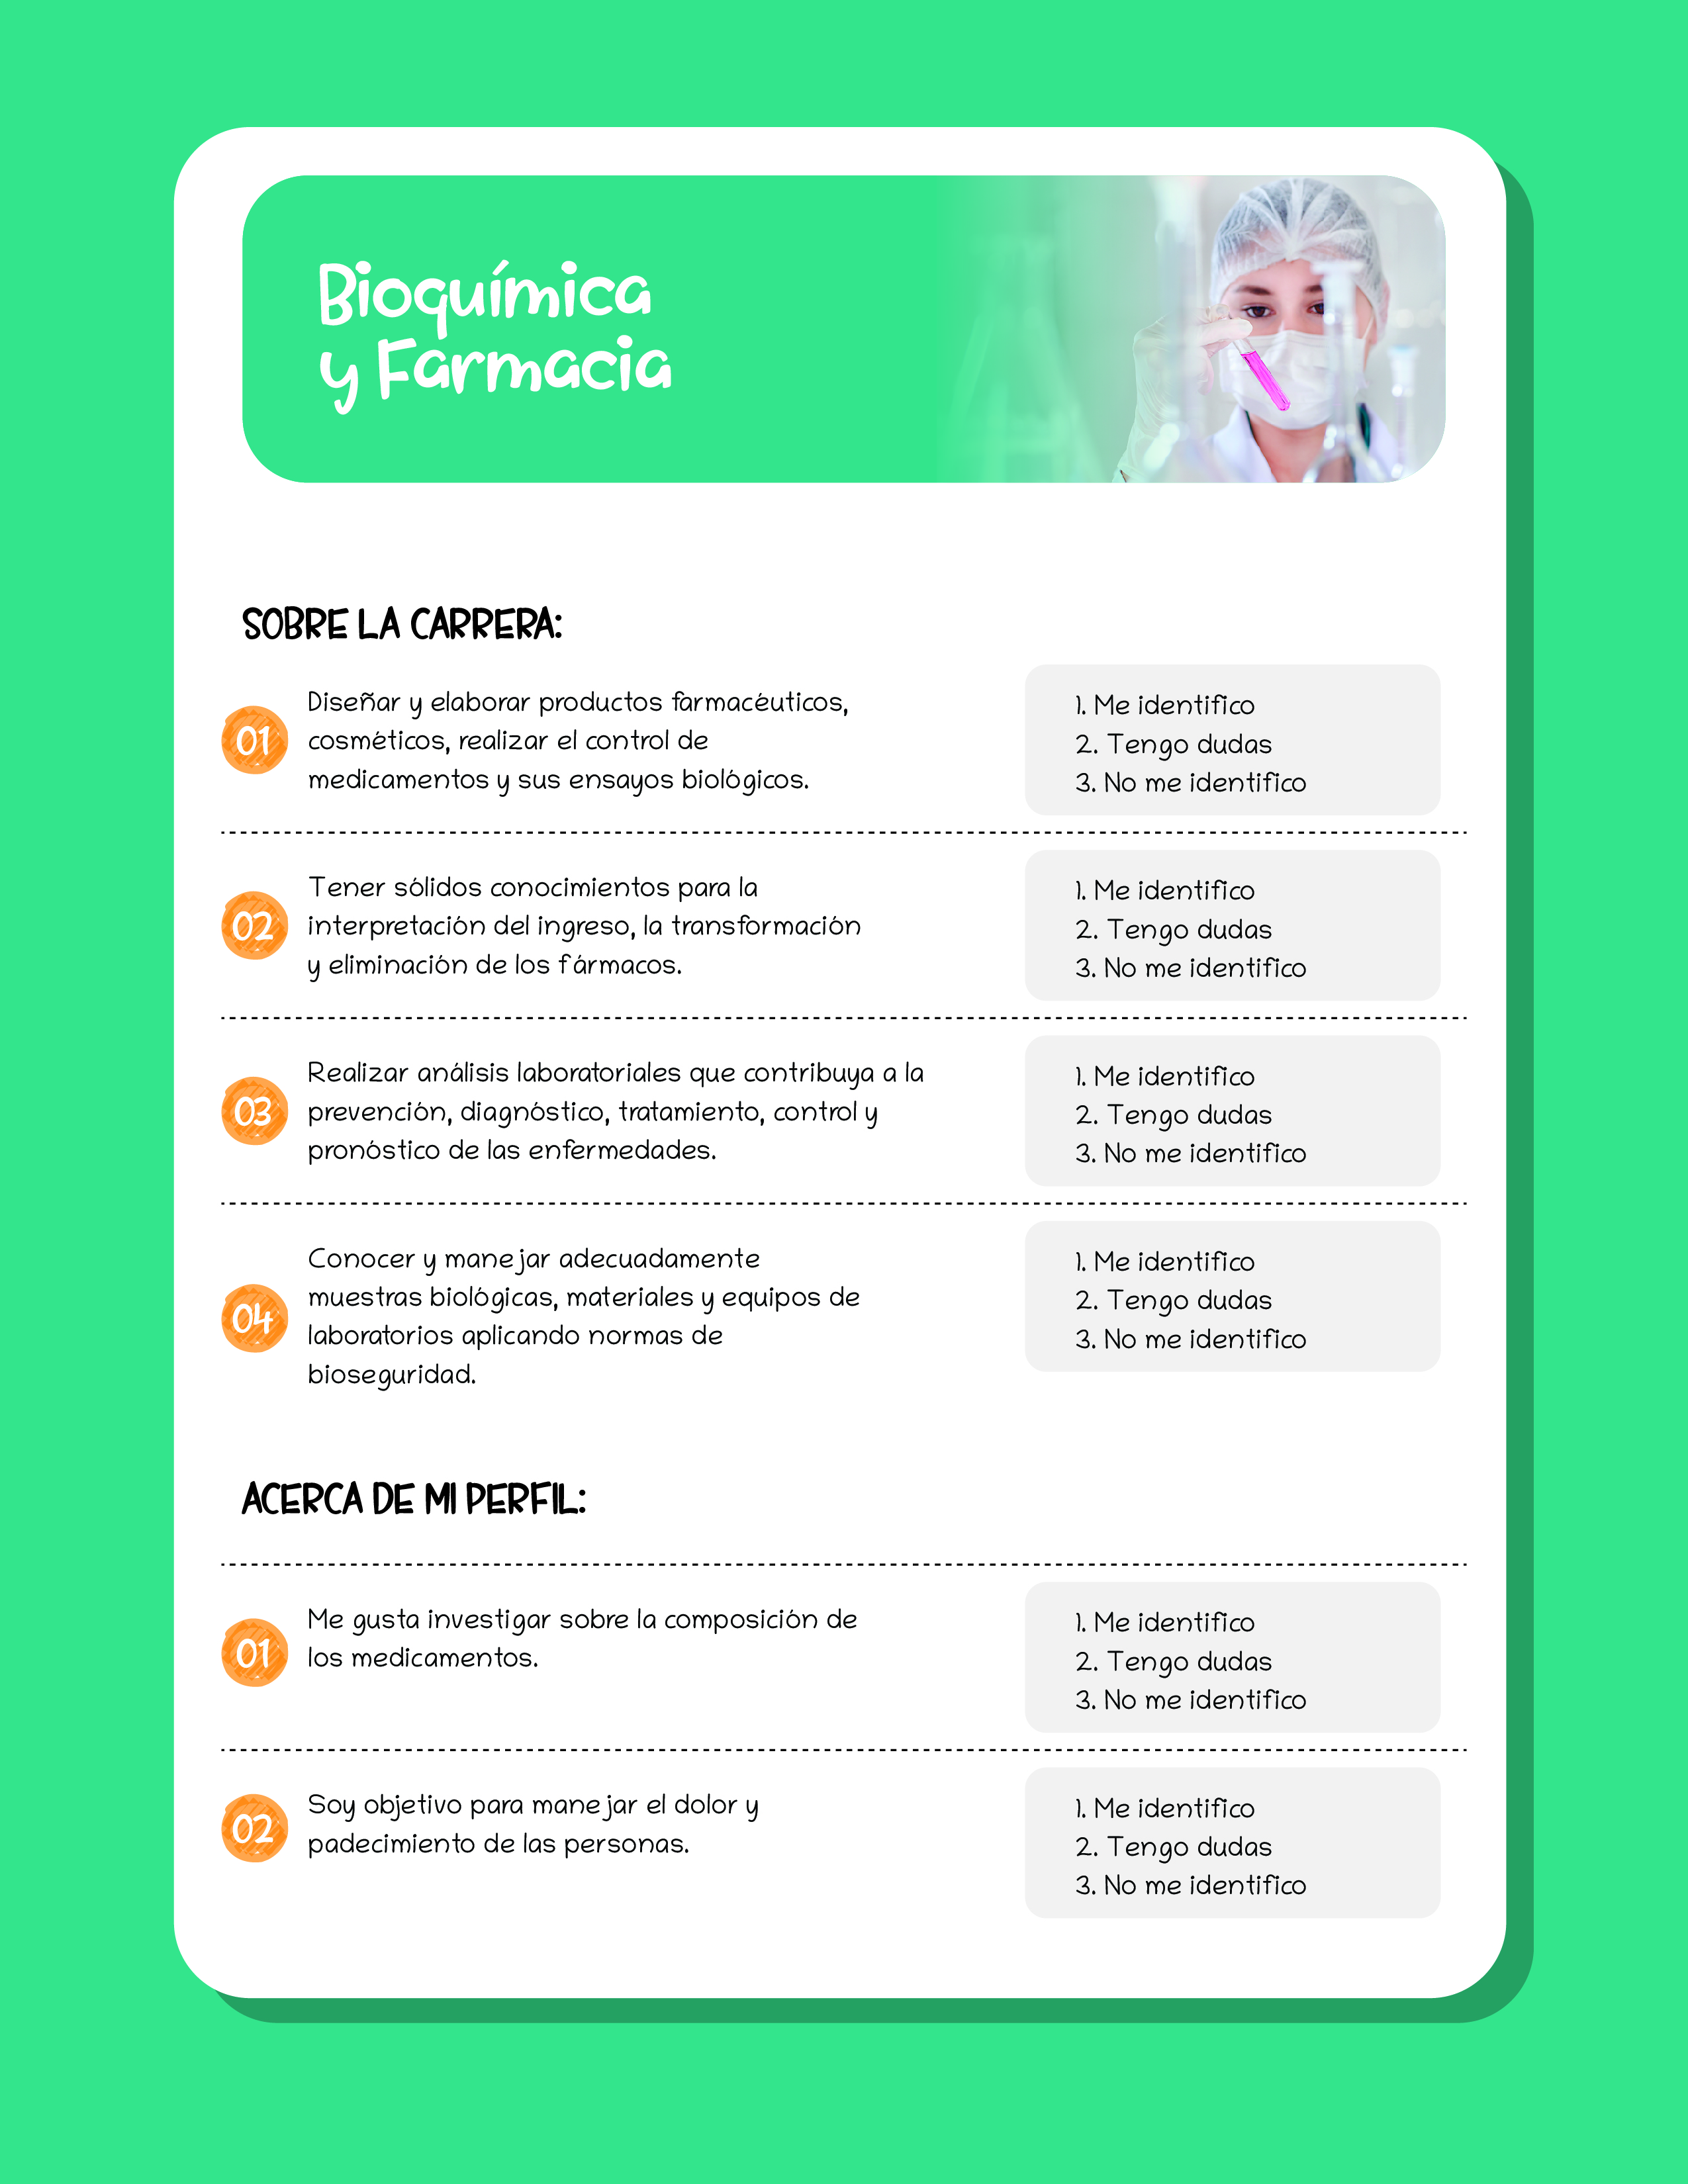 Bioquímica
y Farmacia
SOBRE LA CARRERA:
01
Diseñar y elaborar productos farmacéuticos,
cosméticos, realizar el control de
medicamentos y sus ensayos biológicos.
1. Me identifico
2. Tengo dudas
3. No me identifico
02
Tener sólidos conocimientos para la
interpretación del ingreso, la transformación
y eliminación de los fármacos.
1. Me identifico
2. Tengo dudas
3. No me identifico
03
Realizar análisis laboratoriales que contribuya a la
prevención, diagnóstico, tratamiento, control y
pronóstico de las enfermedades.
1. Me identifico
2. Tengo dudas
3. No me identifico
04
Conocer y manejar adecuadamente
muestras biológicas, materiales y equipos de
laboratorios aplicando normas de
bioseguridad.
1. Me identifico
2. Tengo dudas
3. No me identifico
ACERCA DE MI PERFIL:
01
Me gusta investigar sobre la composición de
los medicamentos.
1. Me identifico
2. Tengo dudas
3. No me identifico
02
Soy objetivo para manejar el dolor y
padecimiento de las personas.
1. Me identifico
2. Tengo dudas
3. No me identifico